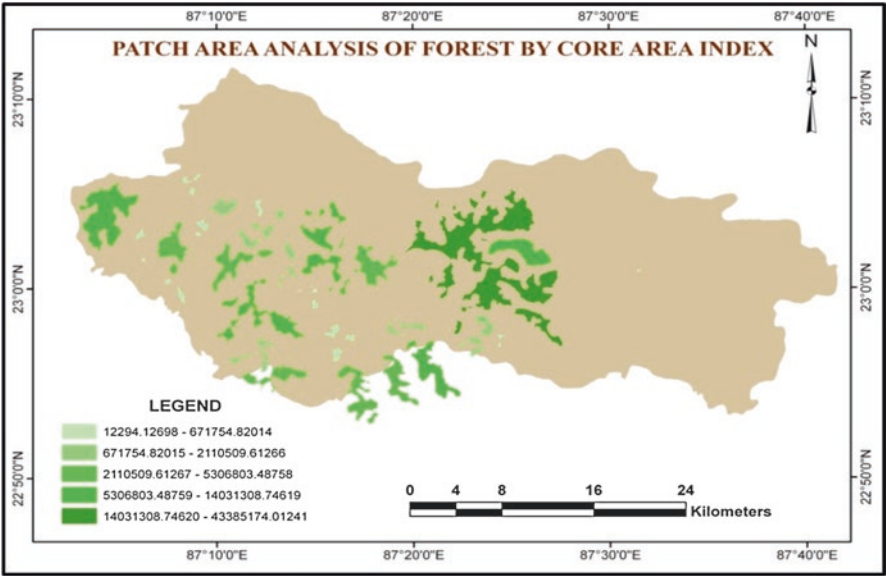 87°10'0"E 87°20'0"E 87°30'0"E 87°40'0"E
PATCH AREA ANALYSIS OF FOREST BY CORE AREA INDEX
N
23°10'0"N 23°10'0"N
23°0'0"N 23°0'0"N
22°50'0"N 22°50'0"N
LEGEND
12294.12698 - 671754.82014
671754.82015 - 2110509.61266
2110509.61267 - 5306803.48758
5306803.48759 - 14031308.74619
14031308.74620 - 43385174.01241
0 4 8 16 24
Kilometers
87°10'0"E 87°20'0"E 87°30'0"E 87°40'0"E